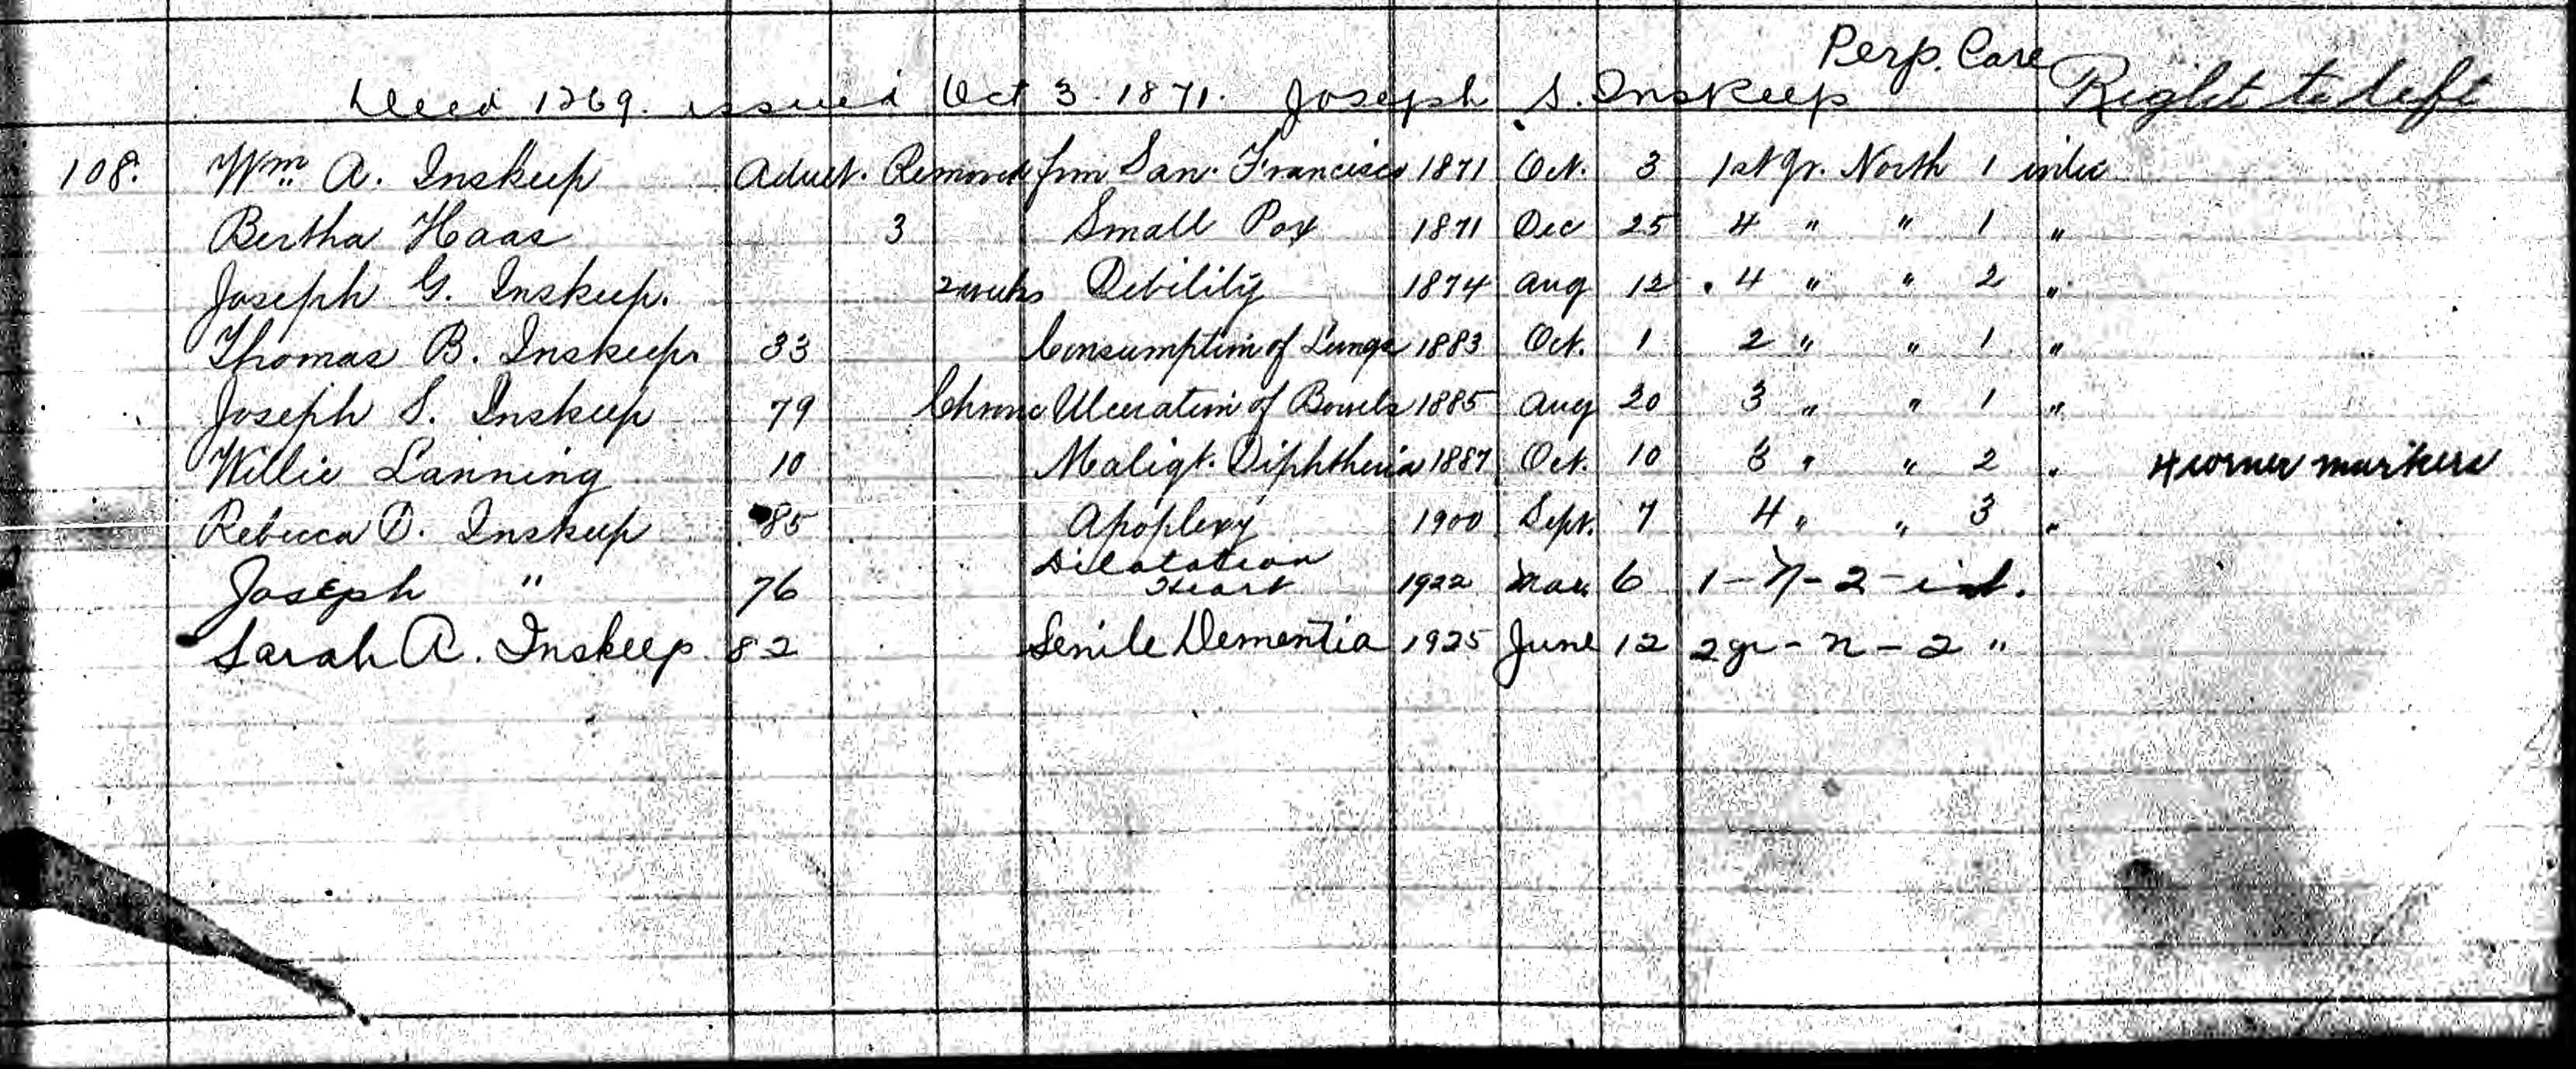 Perp. Care
Deed 1269. issued Oct 3. 1871. Joseph S. Inskeep Right to left
108. Wm. A. Inskeep Adult. Removed from San. Francisco 1871 Oct. 3 1st gr. North 1 inter
Bertha Haas 3 Small Pox 1871 Dec 25 4 " " 1 "
Joseph G. Inskeep. 2 weeks Debility 1874 Aug 12 4 " " 2 "
Thomas B. Inskeep. 33 Consumption of Lungs 1883 Oct. 1 2 " " 1 "
Joseph S. Inskeep 79 Chronic Ulceration of Bowels 1885 Aug 20 3 " " 1 "
Willie Lanning 10 Maligt. Diphtheria 1887 Oct. 10 3 " " 2 " 4 corner markers
Rebecca D. Inskeep 85 Apoplexy 1900 Sept. 7 4 " " 3 "
Dilatation
Joseph " 76 Heart 1922 Mar 6 1 - N - 2 - int.
Sarah A. Inskeep 82 Senile Dementia 1925 June 12 2 gr - n - 2 "